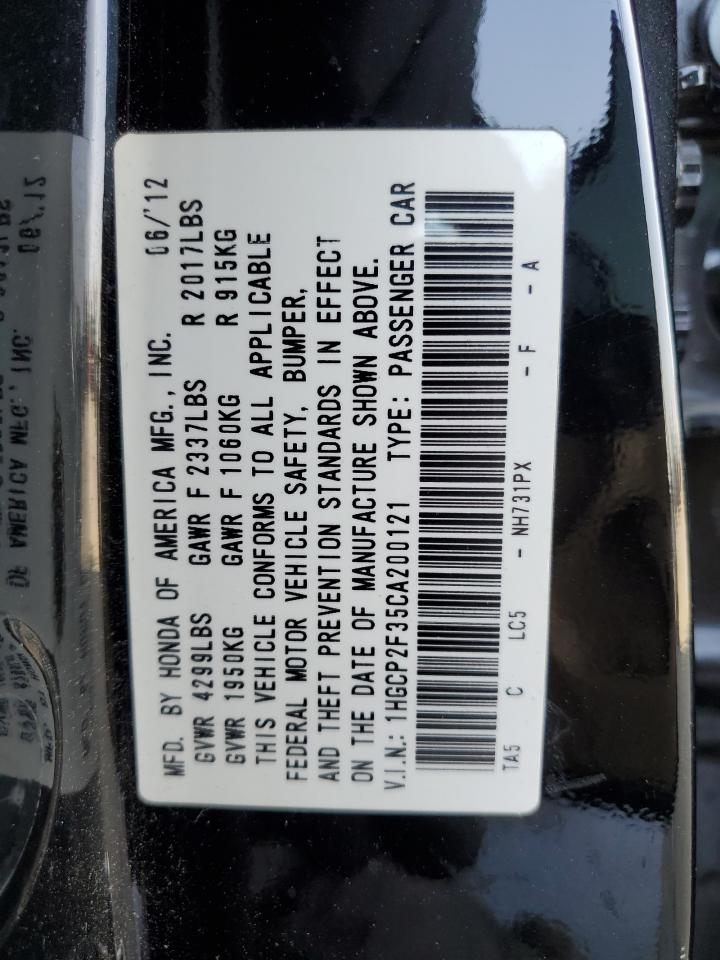 MFD. BY HONDA OF AMERICA MFG., INC. 06/'12
GVWR 4299LBS GAWR F 2337LBS R 2017LBS
GVWR 1950KG GAWR F 1060KG R 915KG
THIS VEHICLE CONFORMS TO ALL APPLICABLE
FEDERAL MOTOR VEHICLE SAFETY, BUMPER,
AND THEFT PREVENTION STANDARDS IN EFFECT
ON THE DATE OF MANUFACTURE SHOWN ABOVE.
V.I.N.: 1HGCP2F35CA200121 TYPE: PASSENGER CAR
TA5 C LC5 - NH731PX - F - A